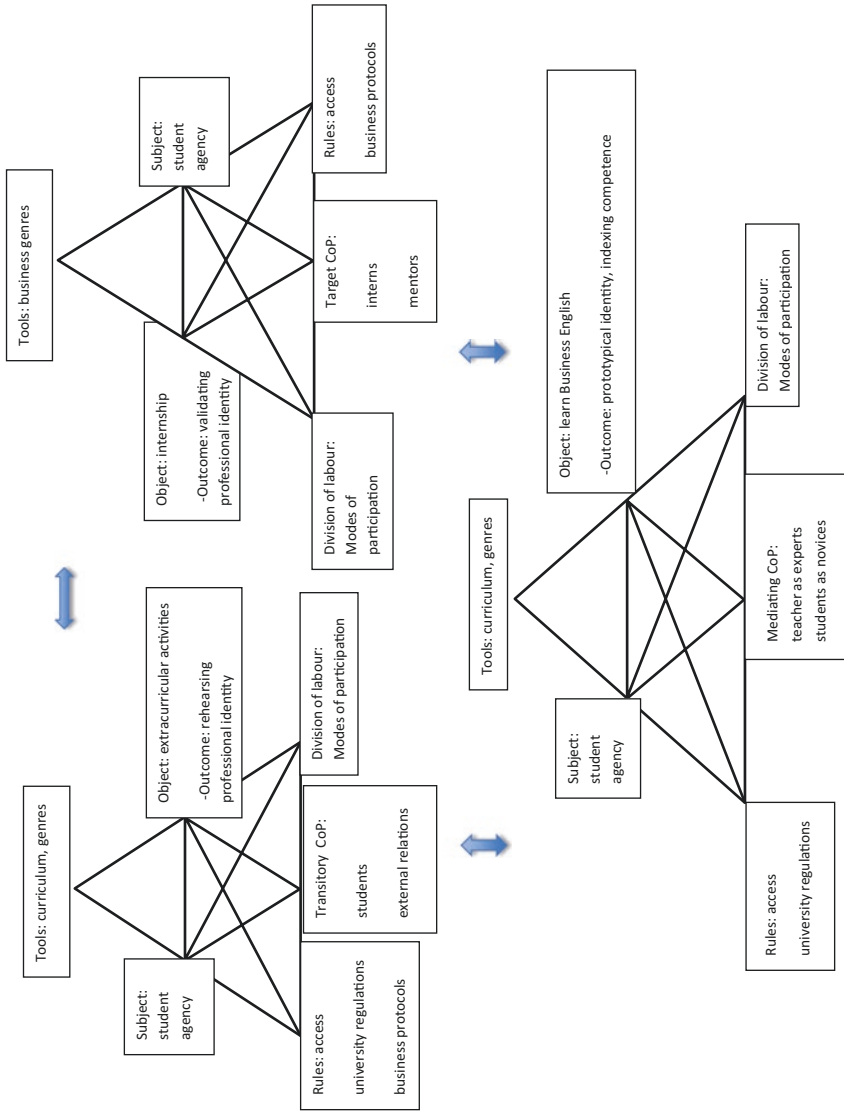 Tools: curriculum, genres
Subject:
student
agency
Object: extracurricular activities
-Outcome: rehearsing
professional identity
Rules: access
university regulations
business protocols
Transitory CoP:
students
external relations
Division of labour:
Modes of participation
Tools: business genres
Object: internship
-Outcome: validating
professional identity
Subject:
student
agency
Division of labour:
Modes of
participation
Target CoP:
interns
mentors
Rules: access
business protocols
Tools: curriculum, genres
Subject:
student
agency
Object: learn Business English
-Outcome: prototypical identity, indexing competence
Rules: access
university regulations
Mediating CoP:
teacher as experts
students as novices
Division of labour:
Modes of participation